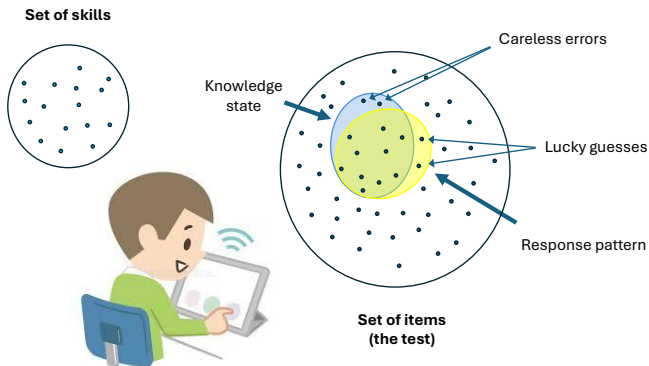 Set of skills
Careless errors
Knowledge
state
Lucky guesses
Response pattern
Set of items
(the test)